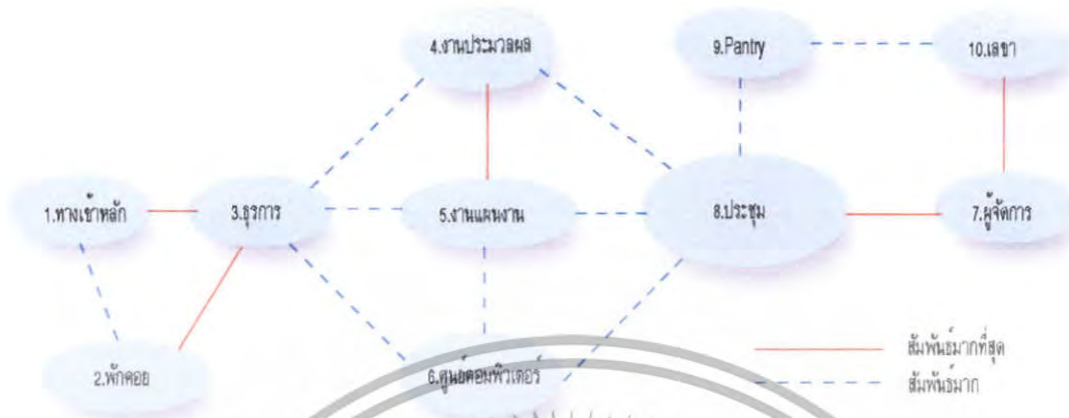 4.งานประมวลผล
9.Pantry
10.เลขา
1.ทางเข้าหลัก
3.ธุรการ
5.งานแผนงาน
8.ประชุม
7.ผู้จัดการ
2.พักคอย
6.ศูนย์คอมพิวเตอร์
สัมพันธ์มากที่สุด
สัมพันธ์มาก